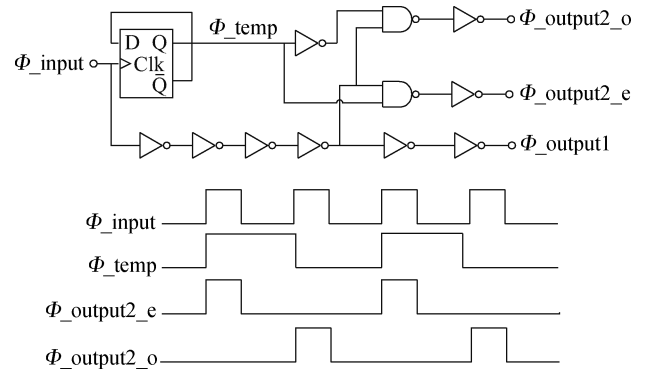 Φ_output2_o
Φ_temp
D Q
Φ_input
Clk
Q̅
Φ_output2_e
Φ_output1
Φ_input
Φ_temp
Φ_output2_e
Φ_output2_o